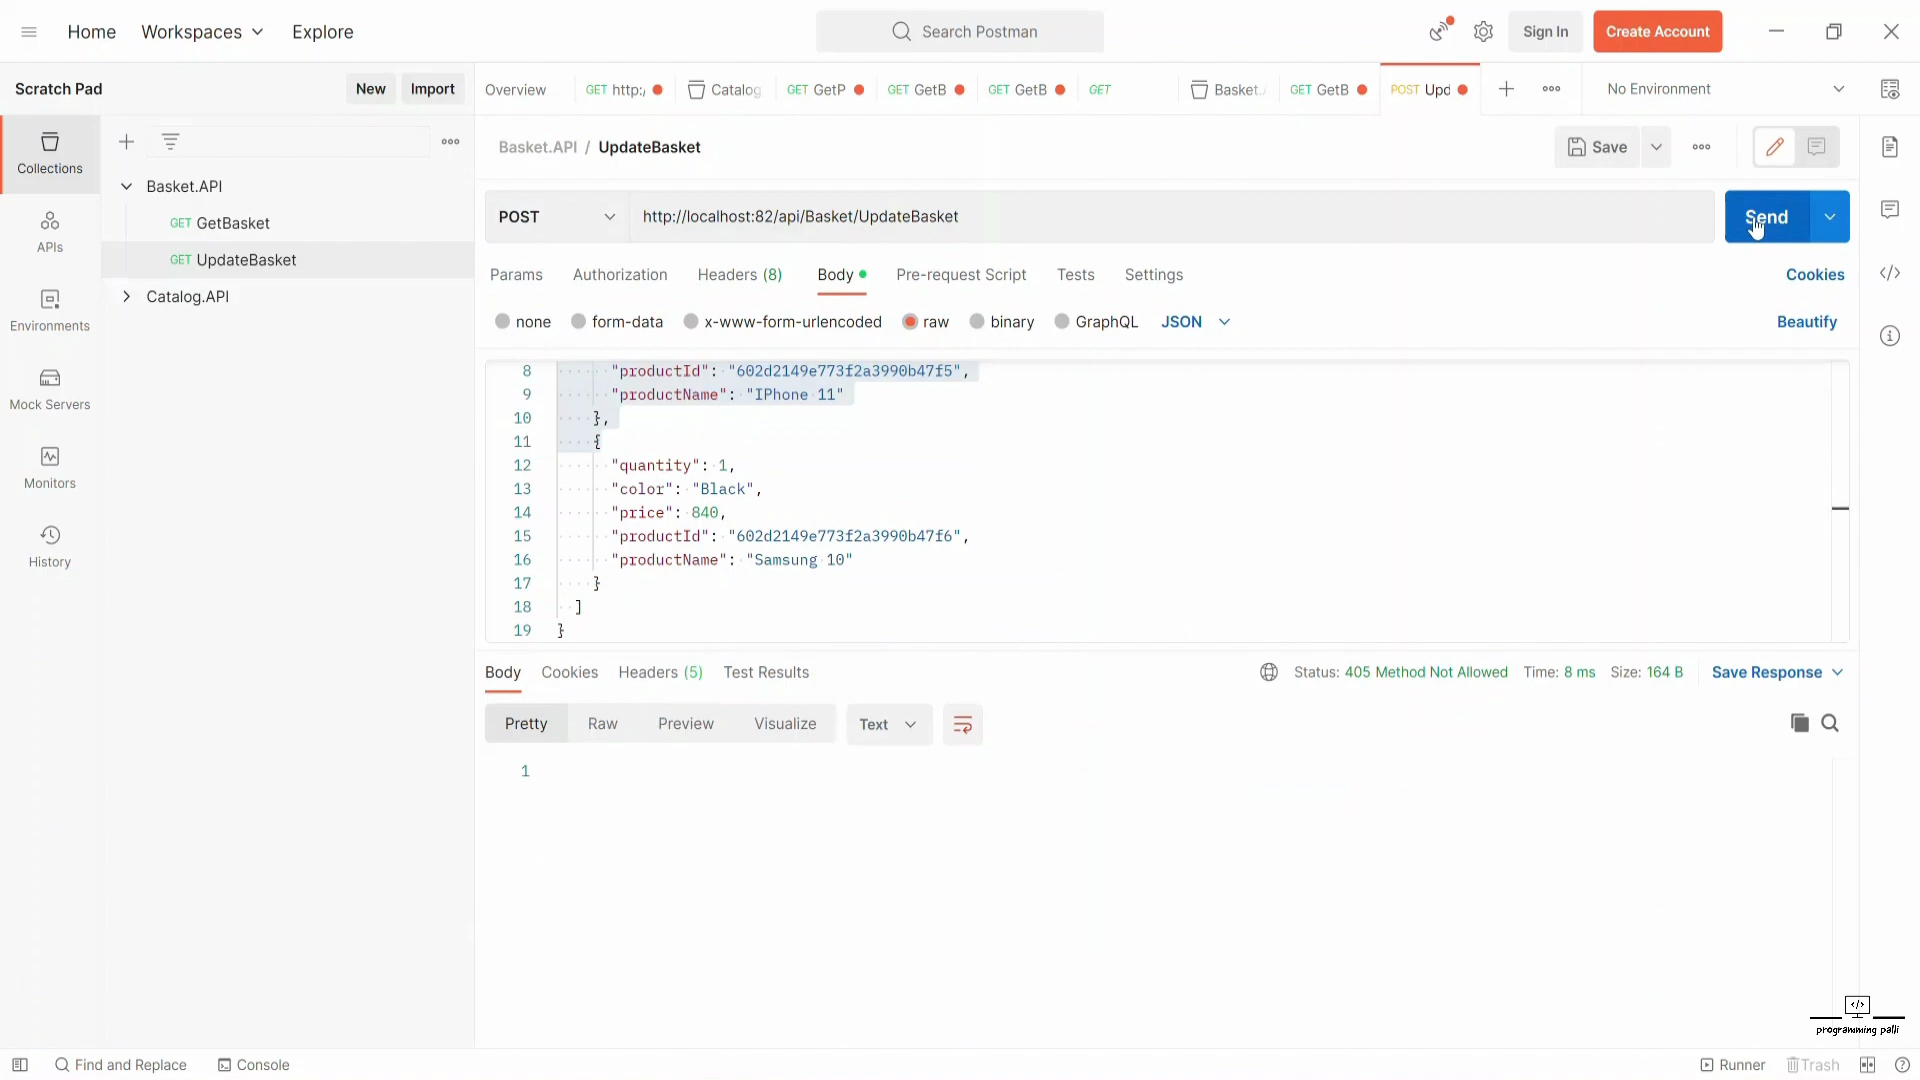 Home Workspaces Explore Search Postman Sign In Create Account
Scratch Pad New Import Overview GET http:/ Catalog GET GetP GET GetB GET GetB GET Basket. GET GetB POST Upd No Environment
Collections
APIs
Environments
Mock Servers
Monitors
History
Basket.API
GET GetBasket
GET UpdateBasket
Catalog.API
Basket.API / UpdateBasket Save
POST http://localhost:82/api/Basket/UpdateBasket Send
Params Authorization Headers (8) Body Pre-request Script Tests Settings Cookies
none form-data x-www-form-urlencoded raw binary GraphQL JSON Beautify
8 "productId": "602d2149e773f2a3990b47f5",
9 "productName": "IPhone 11"
10 },
11 {
12 "quantity": 1,
13 "color": "Black",
14 "price": 840,
15 "productId": "602d2149e773f2a3990b47f6",
16 "productName": "Samsung 10"
17 }
18 ]
19 }
Body Cookies Headers (5) Test Results Status: 405 Method Not Allowed Time: 8 ms Size: 164 B Save Response
Pretty Raw Preview Visualize Text
1
</> programming palli
Find and Replace Console Runner Trash